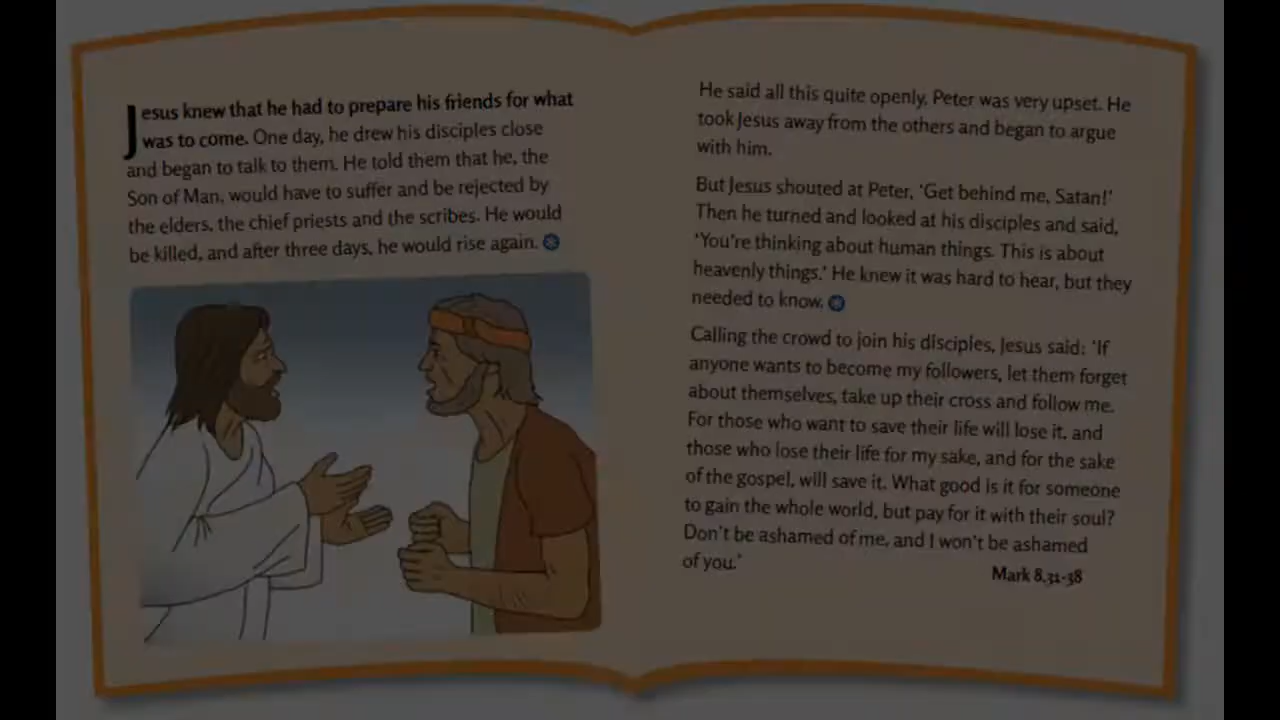 Jesus knew that he had to prepare his friends for what
was to come. One day, he drew his disciples close
and began to talk to them. He told them that he, the
Son of Man, would have to suffer and be rejected by
the elders, the chief priests and the scribes. He would
be killed, and after three days, he would rise again.
He said all this quite openly. Peter was very upset. He
took Jesus away from the others and began to argue
with him.
But Jesus shouted at Peter, ‘Get behind me, Satan!’
Then he turned and looked at his disciples and said,
‘You’re thinking about human things. This is about
heavenly things.’ He knew it was hard to hear, but they
needed to know.
Calling the crowd to join his disciples, Jesus said: ‘If
anyone wants to become my followers, let them forget
about themselves, take up their cross and follow me.
For those who want to save their life will lose it, and
those who lose their life for my sake, and for the sake
of the gospel, will save it. What good is it for someone
to gain the whole world, but pay for it with their soul?
Don’t be ashamed of me, and I won’t be ashamed
of you.’
Mark 8.31-38